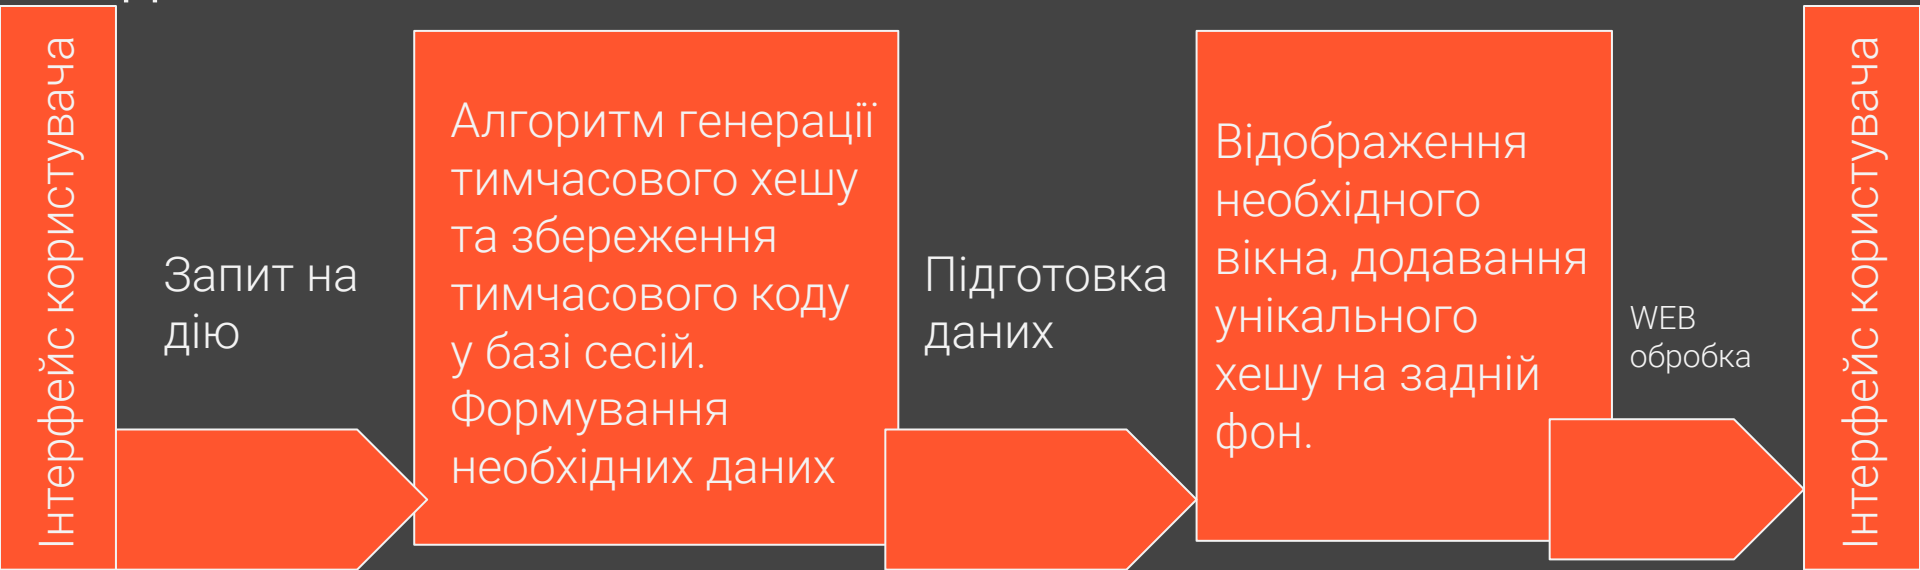 Інтерфейс користувача
Запит на
дію
Алгоритм генерації
тимчасового хешу
та збереження
тимчасового коду
у базі сесій.
Формування
необхідних даних
Підготовка
даних
Відображення
необхідного
вікна, додавання
унікального
хешу на задній
фон.
WEB
обробка
Інтерфейс користувача